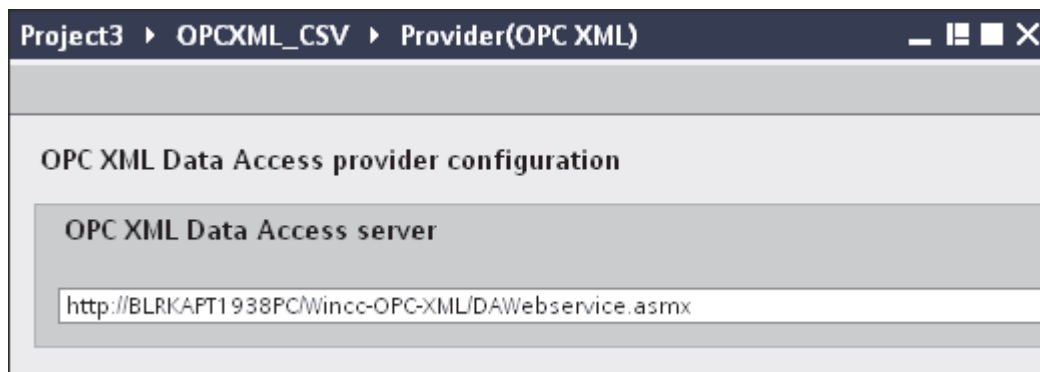 Project3 ▸ OPCXML_CSV ▸ Provider(OPC XML)
OPC XML Data Access provider configuration
OPC XML Data Access server
http://BLRKAPT1938PC/Wincc-OPC-XML/DAWebservice.asmx